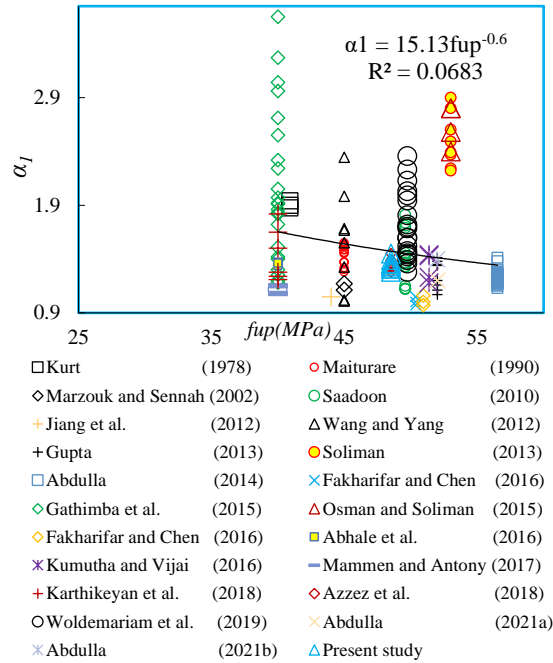 α1 = 15.13fup^-0.6
R² = 0.0683
2.9
α1
1.9
0.9
fup(MPa)
25 35 45 55
Kurt (1978) Maiturare (1990)
Marzouk and Sennah (2002) Saadoon (2010)
Jiang et al. (2012) Wang and Yang (2012)
Gupta (2013) Soliman (2013)
Abdulla (2014) Fakharifar and Chen (2016)
Gathimba et al. (2015) Osman and Soliman (2015)
Fakharifar and Chen (2016) Abhale et al. (2016)
Kumutha and Vijai (2016) Mammen and Antony (2017)
Karthikeyan et al. (2018) Azzez et al. (2018)
Woldemariam et al. (2019) Abdulla (2021a)
Abdulla (2021b) Present study